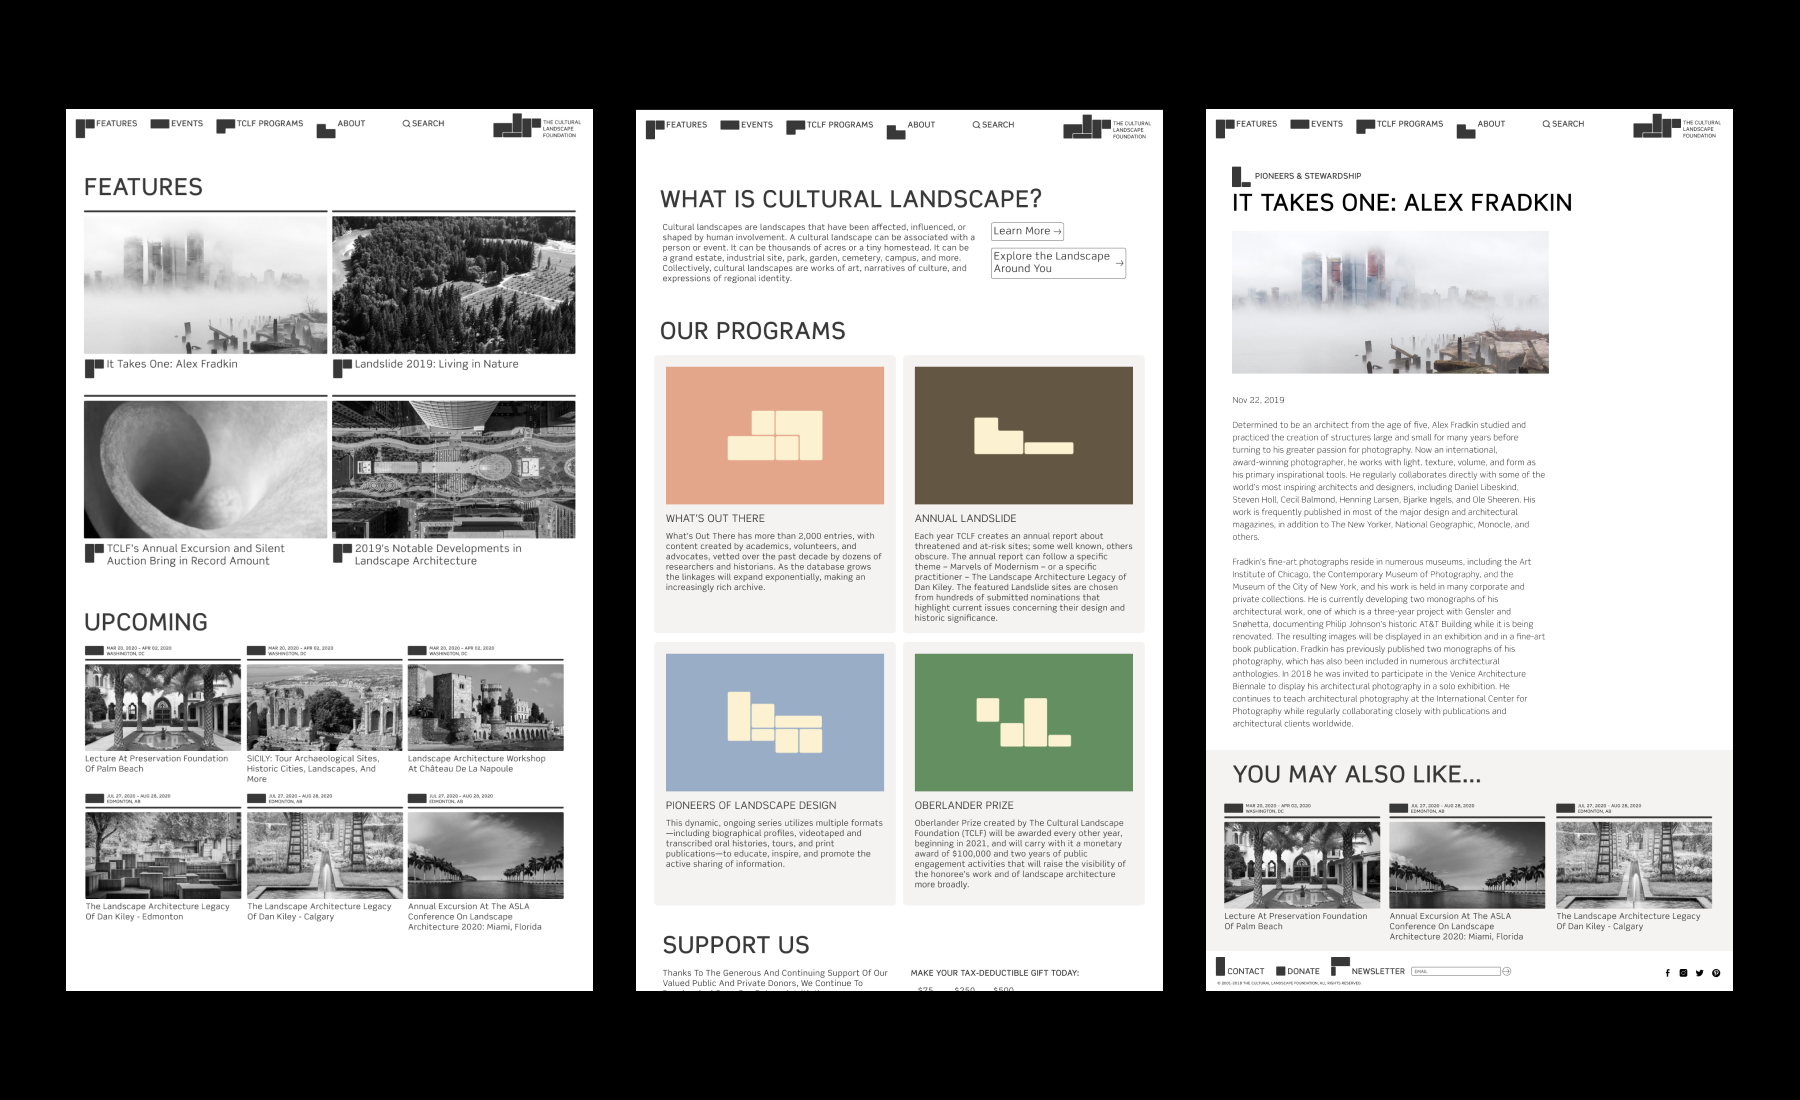 FEATURES
EVENTS
TCLF PROGRAMS
ABOUT
SEARCH
THE CULTURAL
LANDSCAPE
FOUNDATION
FEATURES
It Takes One: Alex Fradkin
Landslide 2019: Living in Nature
TCLF's Annual Excursion and Silent
Auction Bring in Record Amount
2019's Notable Developments in
Landscape Architecture
UPCOMING
MAR 20, 2020 – APR 02, 2020
WASHINGTON, DC
MAR 20, 2020 – APR 02, 2020
WASHINGTON, DC
MAR 20, 2020 – APR 02, 2020
WASHINGTON, DC
Lecture At Preservation Foundation
Of Palm Beach
SICILY: Tour Archaeological Sites,
Historic Cities, Landscapes, And
More
Landscape Architecture Workshop
At Château De La Napoule
JUL 27, 2020 – AUG 28, 2020
EDMONTON, AB
JUL 27, 2020 – AUG 28, 2020
EDMONTON, AB
JUL 27, 2020 – AUG 28, 2020
EDMONTON, AB
The Landscape Architecture Legacy
Of Dan Kiley - Edmonton
The Landscape Architecture Legacy
Of Dan Kiley - Calgary
Annual Excursion At The ASLA
Conference On Landscape
Architecture 2020: Miami, Florida
FEATURES
EVENTS
TCLF PROGRAMS
ABOUT
SEARCH
THE CULTURAL
LANDSCAPE
FOUNDATION
WHAT IS CULTURAL LANDSCAPE?
Cultural landscapes are landscapes that have been affected, influenced, or
shaped by human involvement. A cultural landscape can be associated with a
person or event. It can be thousands of acres or a tiny homestead. It can be
a grand estate, industrial site, park, garden, cemetery, campus, and more.
Collectively, cultural landscapes are works of art, narratives of culture, and
expressions of regional identity.
Learn More →
Explore the Landscape
Around You →
OUR PROGRAMS
WHAT'S OUT THERE
What's Out There has more than 2,000 entries, with
content created by academics, volunteers, and
advocates, vetted over the past decade by dozens of
researchers and historians. As the database grows
the linkages will expand exponentially, making an
increasingly rich archive.
ANNUAL LANDSLIDE
Each year TCLF creates an annual report about
threatened and at-risk sites; some well known, others
obscure. The annual report can follow a specific
theme – Marvels of Modernism – or a specific
practitioner – The Landscape Architecture Legacy of
Dan Kiley. The featured Landslide sites are chosen
from hundreds of submitted nominations that
highlight current issues concerning their design and
historic significance.
PIONEERS OF LANDSCAPE DESIGN
This dynamic, ongoing series utilizes multiple formats
—including biographical profiles, videotaped and
transcribed oral histories, tours, and print
publications—to educate, inspire, and promote the
active sharing of information.
OBERLANDER PRIZE
Oberlander Prize created by The Cultural Landscape
Foundation (TCLF) will be awarded every other year,
beginning in 2021, and will carry with it a monetary
award of $100,000 and two years of public
engagement activities that will raise the visibility of
the honoree's work and of landscape architecture
more broadly.
SUPPORT US
Thanks To The Generous And Continuing Support Of Our
Valued Public And Private Donors, We Continue To
MAKE YOUR TAX-DEDUCTIBLE GIFT TODAY:
$75 $250 $500
FEATURES
EVENTS
TCLF PROGRAMS
ABOUT
SEARCH
THE CULTURAL
LANDSCAPE
FOUNDATION
PIONEERS & STEWARDSHIP
IT TAKES ONE: ALEX FRADKIN
Nov 22, 2019
Determined to be an architect from the age of five, Alex Fradkin studied and
practiced the creation of structures large and small for many years before
turning to his greater passion for photography. Now an international,
award-winning photographer, he works with light, texture, volume, and form as
his primary inspirational tools. He regularly collaborates directly with some of the
world's most inspiring architects and designers, including Daniel Libeskind,
Steven Holl, Cecil Balmond, Henning Larsen, Bjarke Ingels, and Ole Sheeren. His
work is frequently published in most of the major design and architectural
magazines, in addition to The New Yorker, National Geographic, Monocle, and
others.
Fradkin's fine-art photographs reside in numerous museums, including the Art
Institute of Chicago, the Contemporary Museum of Photography, and the
Museum of the City of New York, and his work is held in many corporate and
private collections. He is currently developing two monographs of his
architectural work, one of which is a three-year project with Gensler and
Snøhetta, documenting Philip Johnson's historic AT&T Building while it is being
renovated. The resulting images will be displayed in an exhibition and in a fine-art
book publication. Fradkin has previously published two monographs of his
photography, which has also been included in numerous architectural
anthologies. In 2018 he was invited to participate in the Venice Architecture
Biennale to display his architectural photography in a solo exhibition. He
continues to teach architectural photography at the International Center for
Photography while regularly collaborating closely with publications and
architectural clients worldwide.
YOU MAY ALSO LIKE...
MAR 20, 2020 – APR 02, 2020
WASHINGTON, DC
JUL 27, 2020 – AUG 28, 2020
EDMONTON, AB
JUL 27, 2020 – AUG 28, 2020
EDMONTON, AB
Lecture At Preservation Foundation
Of Palm Beach
Annual Excursion At The ASLA
Conference On Landscape
Architecture 2020: Miami, Florida
The Landscape Architecture Legacy
Of Dan Kiley - Calgary
CONTACT
DONATE
NEWSLETTER
EMAIL
© 2001-2018 THE CULTURAL LANDSCAPE FOUNDATION, ALL RIGHTS RESERVED.